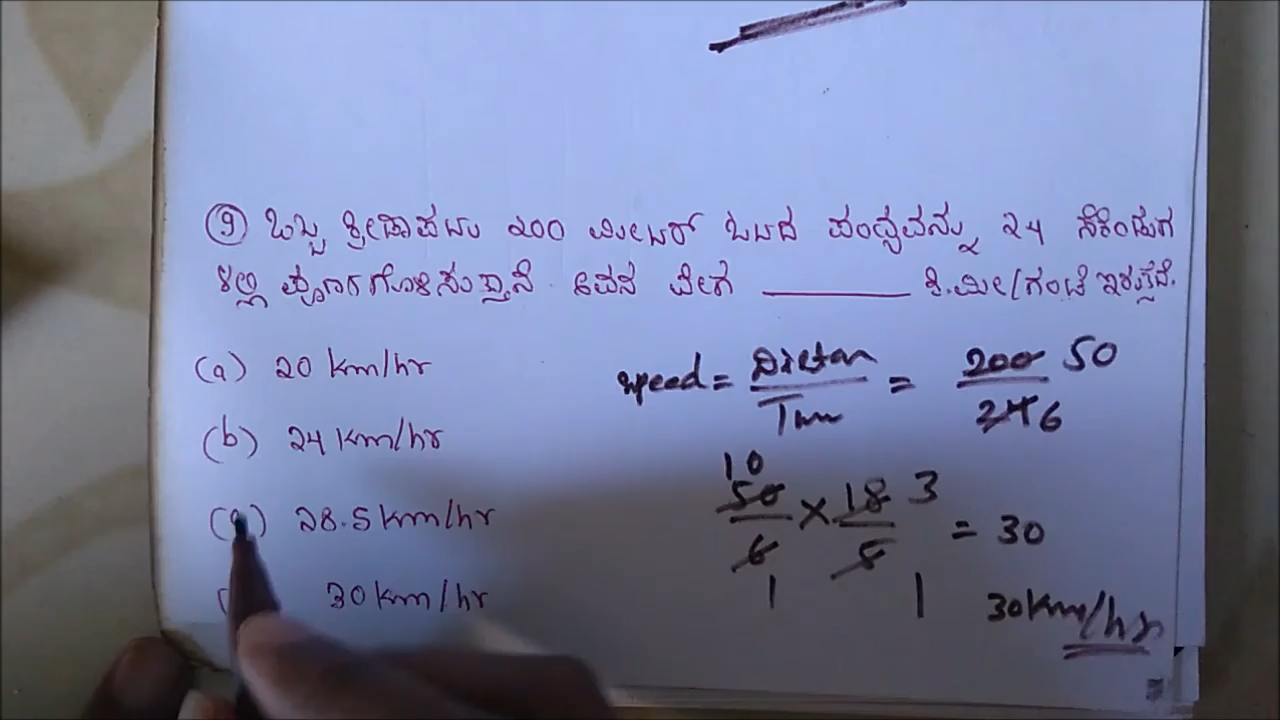 9 ಒಬ್ಬ ಕ್ರೀಡಾಪಟು 200 ಮೀಟರ್ ಓಟದ ಪಂದ್ಯವನ್ನು 24 ಸೆಕೆಂಡುಗ
ಳಲ್ಲಿ ಪೂರ್ಣಗೊಳಿಸುತ್ತಾನೆ ಅವನ ವೇಗ ______ ಕಿ.ಮೀ/ಗಂಟೆ ಇರುತ್ತದೆ.
(a) 20 km/hr
(b) 24 km/hr
(c) 28.5 km/hr
30 km/hr
speed = Distan / Time = 200 50 / 24 6
10 50 / 6 1 × 18 3 / 5 1 = 30
30 km/hr